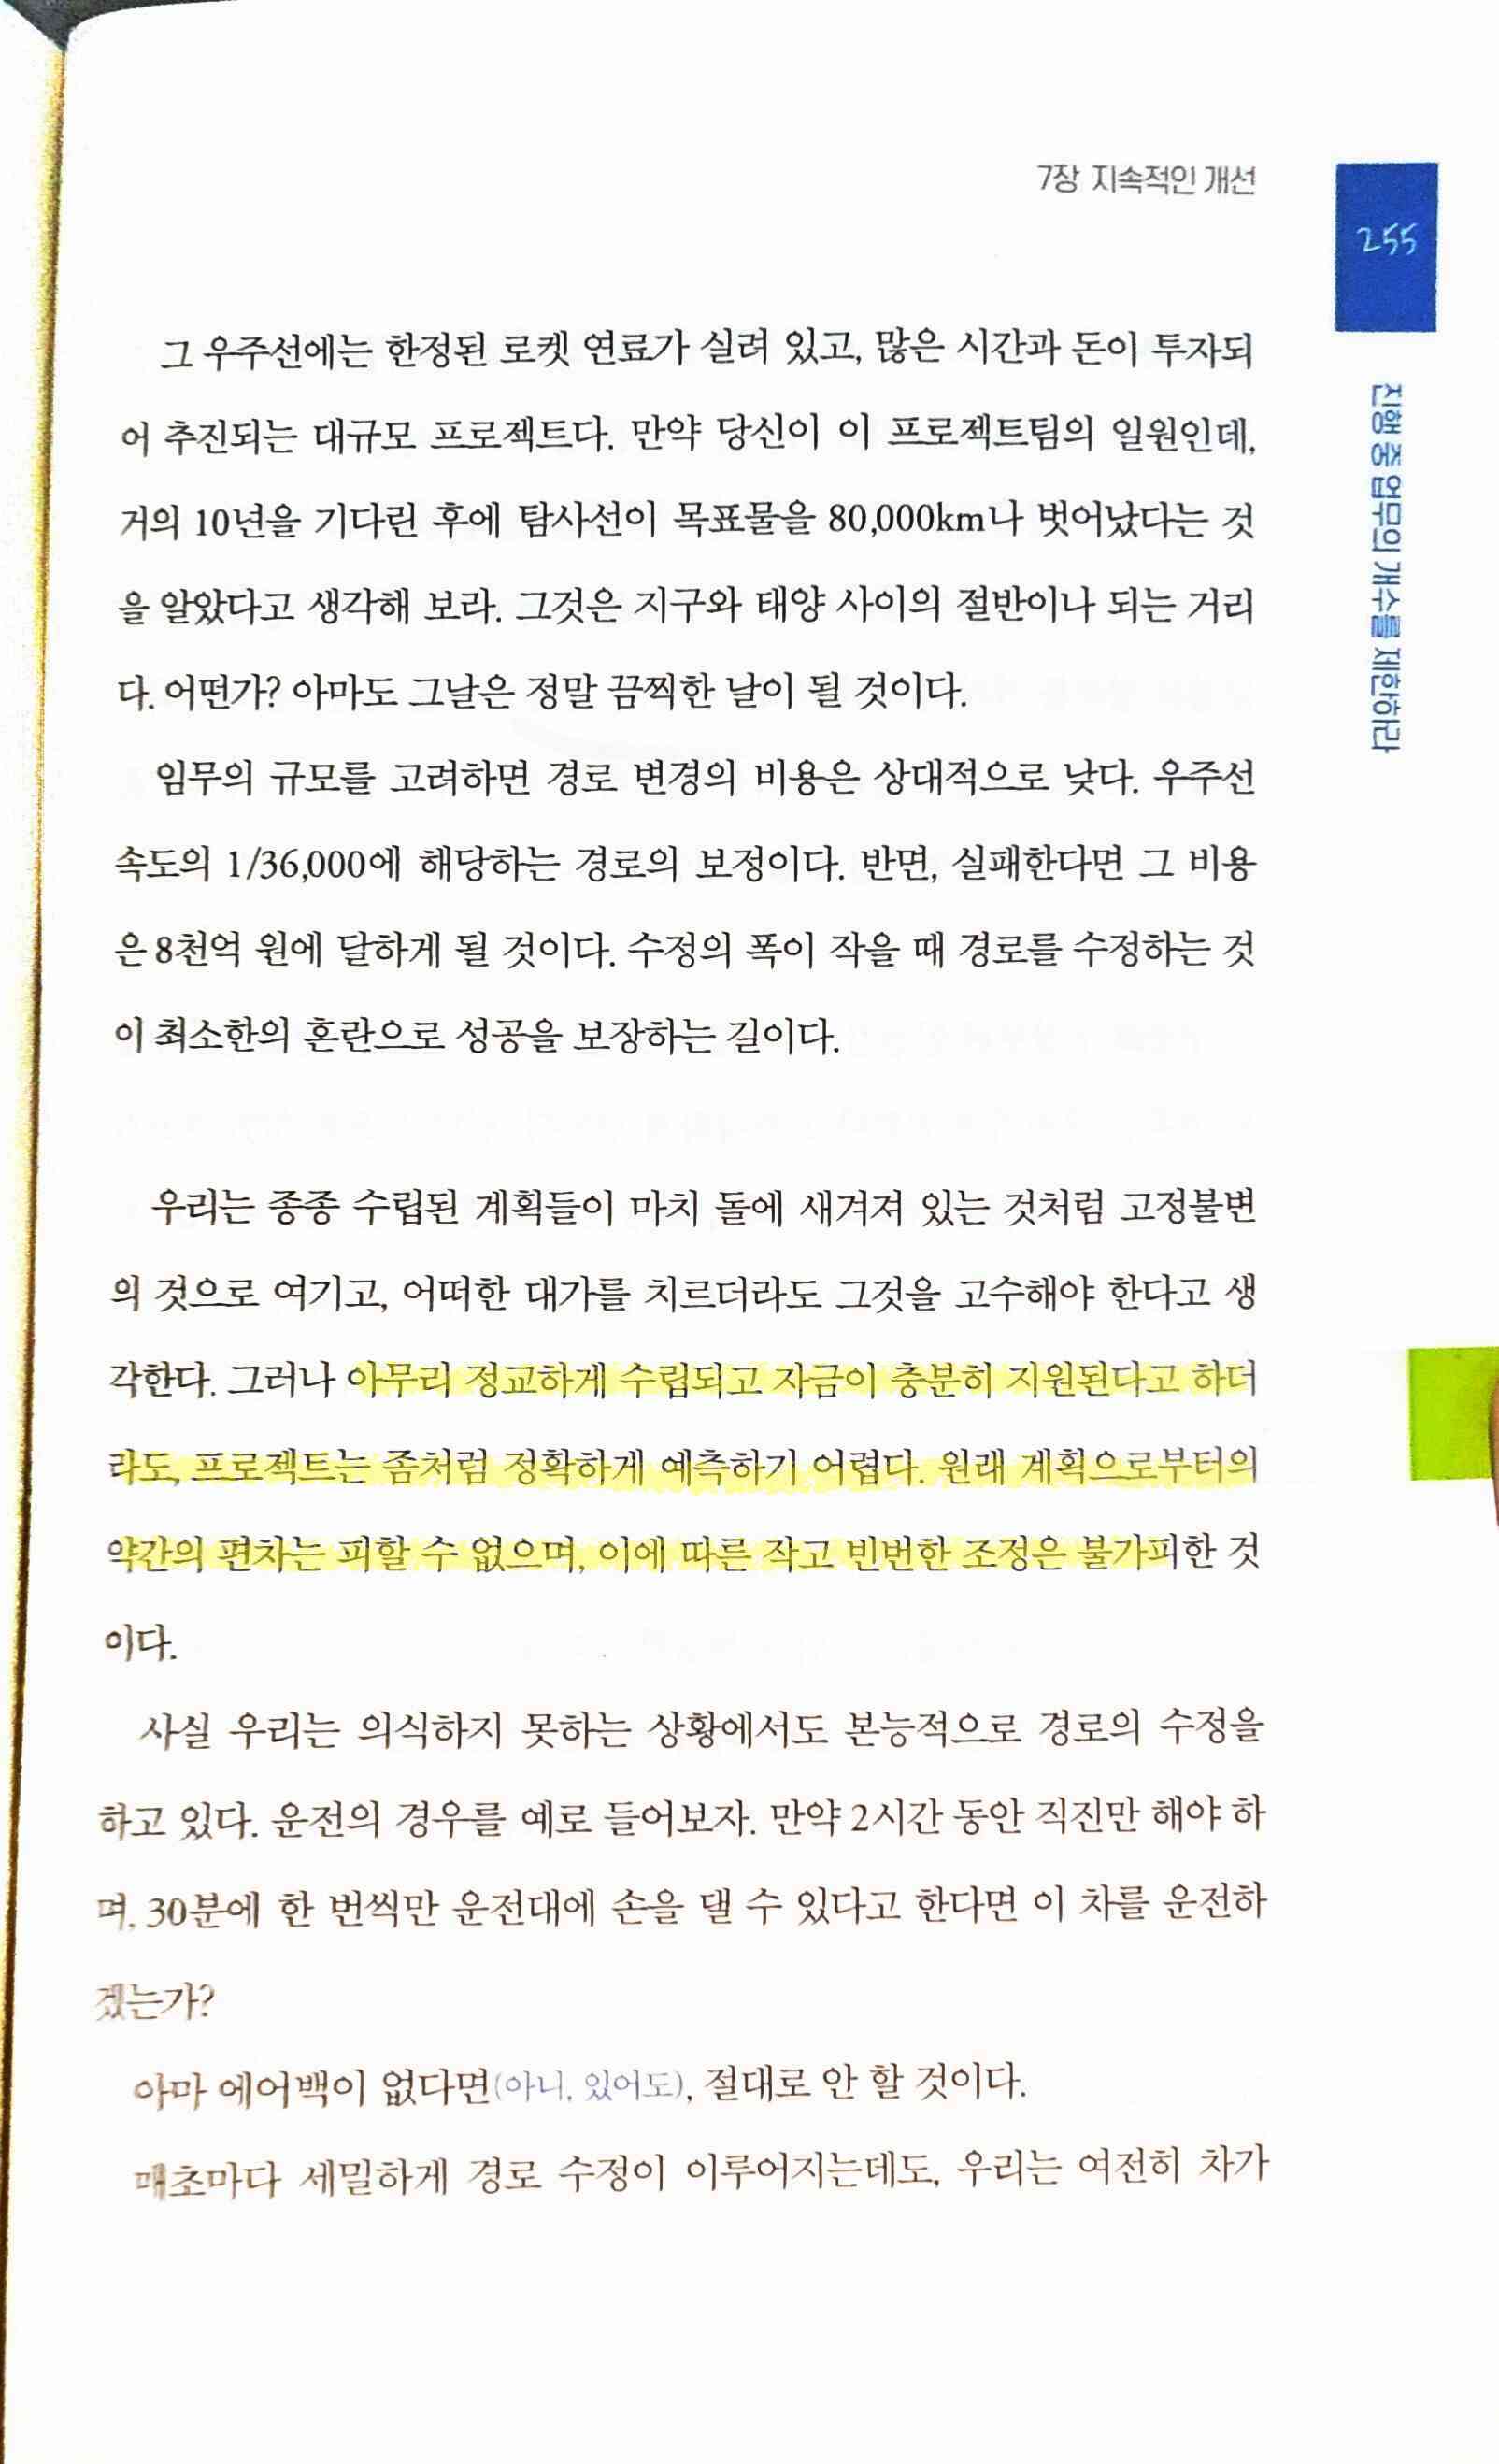 7장 지속적인 개선
255
진행 중 업무의 개수를 제한하라
그 우주선에는 한정된 로켓 연료가 실려 있고, 많은 시간과 돈이 투자되
어 추진되는 대규모 프로젝트다. 만약 당신이 이 프로젝트팀의 일원인데,
거의 10년을 기다린 후에 탐사선이 목표물을 80,000km나 벗어났다는 것
을 알았다고 생각해 보라. 그것은 지구와 태양 사이의 절반이나 되는 거리
다. 어떤가? 아마도 그날은 정말 끔찍한 날이 될 것이다.
임무의 규모를 고려하면 경로 변경의 비용은 상대적으로 낮다. 우주선
속도의 1/36,000에 해당하는 경로의 보정이다. 반면, 실패한다면 그 비용
은 8천억 원에 달하게 될 것이다. 수정의 폭이 작을 때 경로를 수정하는 것
이 최소한의 혼란으로 성공을 보장하는 길이다.
우리는 종종 수립된 계획들이 마치 돌에 새겨져 있는 것처럼 고정불변
의 것으로 여기고, 어떠한 대가를 치르더라도 그것을 고수해야 한다고 생
각한다. 그러나 아무리 정교하게 수립되고 자금이 충분히 지원된다고 하더
라도, 프로젝트는 좀처럼 정확하게 예측하기 어렵다. 원래 계획으로부터의
약간의 편차는 피할 수 없으며, 이에 따른 작고 빈번한 조정은 불가피한 것
이다.
사실 우리는 의식하지 못하는 상황에서도 본능적으로 경로의 수정을
하고 있다. 운전의 경우를 예로 들어보자. 만약 2시간 동안 직진만 해야 하
며, 30분에 한 번씩만 운전대에 손을 댈 수 있다고 한다면 이 차를 운전하
겠는가?
아마 에어백이 없다면(아니, 있어도), 절대로 안 할 것이다.
매초마다 세밀하게 경로 수정이 이루어지는데도, 우리는 여전히 차가